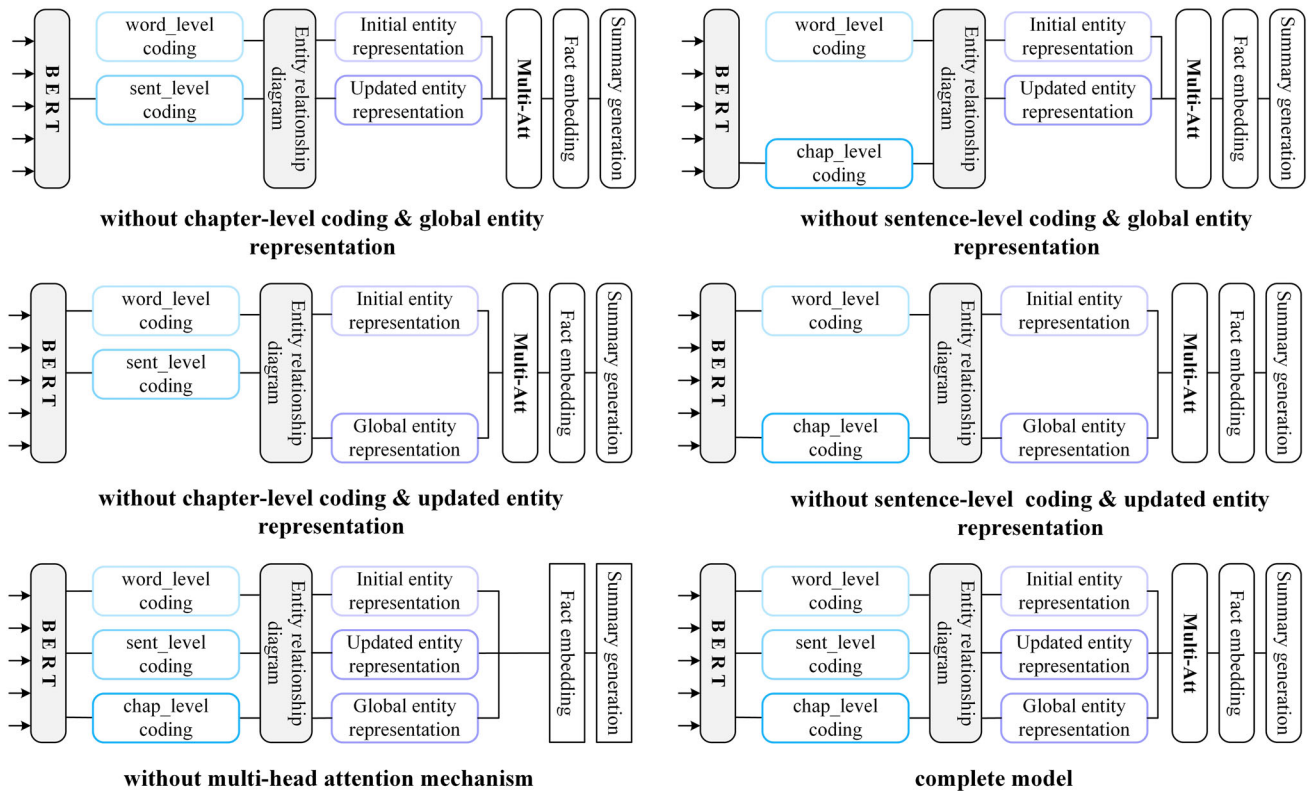 BERT
word_level
coding
sent_level
coding
Entity relationship
diagram
Initial entity
representation
Updated entity
representation
Multi-Att
Fact embedding
Summary generation
without chapter-level coding & global entity
representation
BERT
word_level
coding
chap_level
coding
Entity relationship
diagram
Initial entity
representation
Updated entity
representation
Multi-Att
Fact embedding
Summary generation
without sentence-level coding & global entity
representation
BERT
word_level
coding
sent_level
coding
Entity relationship
diagram
Initial entity
representation
Global entity
representation
Multi-Att
Fact embedding
Summary generation
without chapter-level coding & updated entity
representation
BERT
word_level
coding
chap_level
coding
Entity relationship
diagram
Initial entity
representation
Global entity
representation
Multi-Att
Fact embedding
Summary generation
without sentence-level coding & updated entity
representation
BERT
word_level
coding
sent_level
coding
chap_level
coding
Entity relationship
diagram
Initial entity
representation
Updated entity
representation
Global entity
representation
Fact embedding
Summary generation
without multi-head attention mechanism
BERT
word_level
coding
sent_level
coding
chap_level
coding
Entity relationship
diagram
Initial entity
representation
Updated entity
representation
Global entity
representation
Multi-Att
Fact embedding
Summary generation
complete model